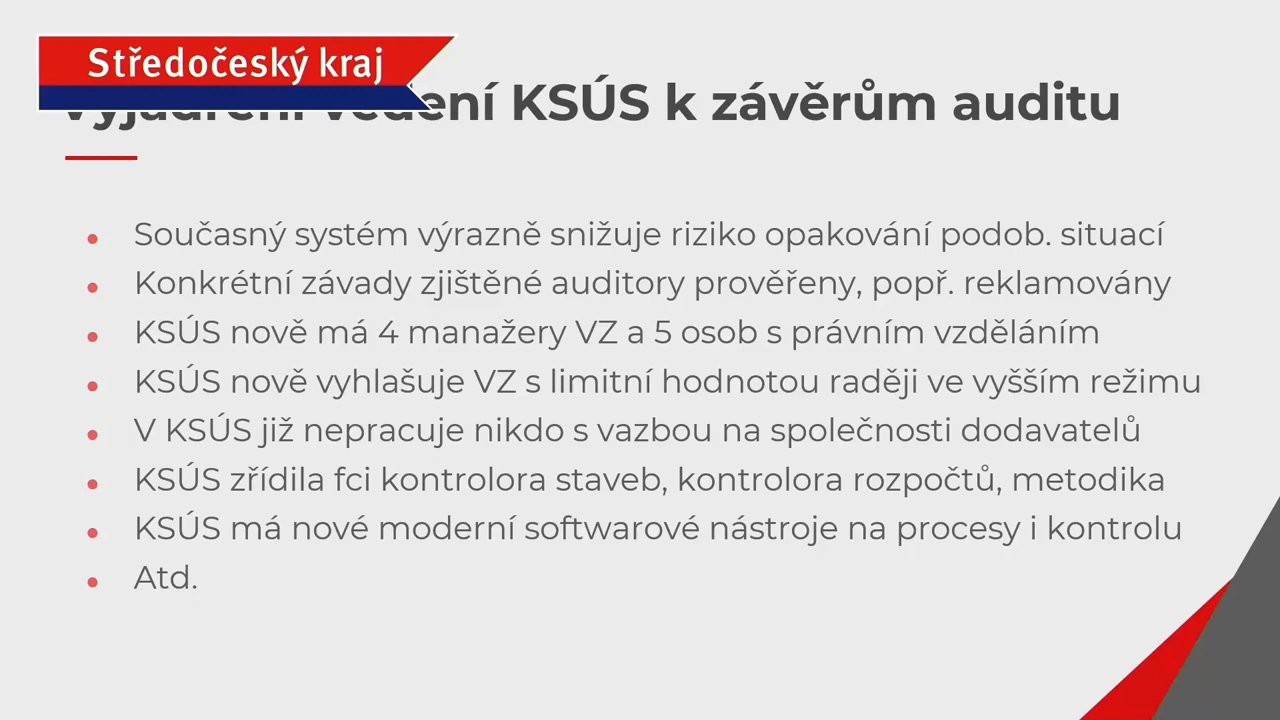 Středočeský kraj
Vyjádření vedení KSÚS k závěrům auditu
Současný systém výrazně snižuje riziko opakování podob. situací
Konkrétní závady zjištěné auditory prověřeny, popř. reklamovány
KSÚS nově má 4 manažery VZ a 5 osob s právním vzděláním
KSÚS nově vyhlašuje VZ s limitní hodnotou raději ve vyšším režimu
V KSÚS již nepracuje nikdo s vazbou na společnosti dodavatelů
KSÚS zřídila fci kontrolora staveb, kontrolora rozpočtů, metodika
KSÚS má nové moderní softwarové nástroje na procesy i kontrolu
Atd.